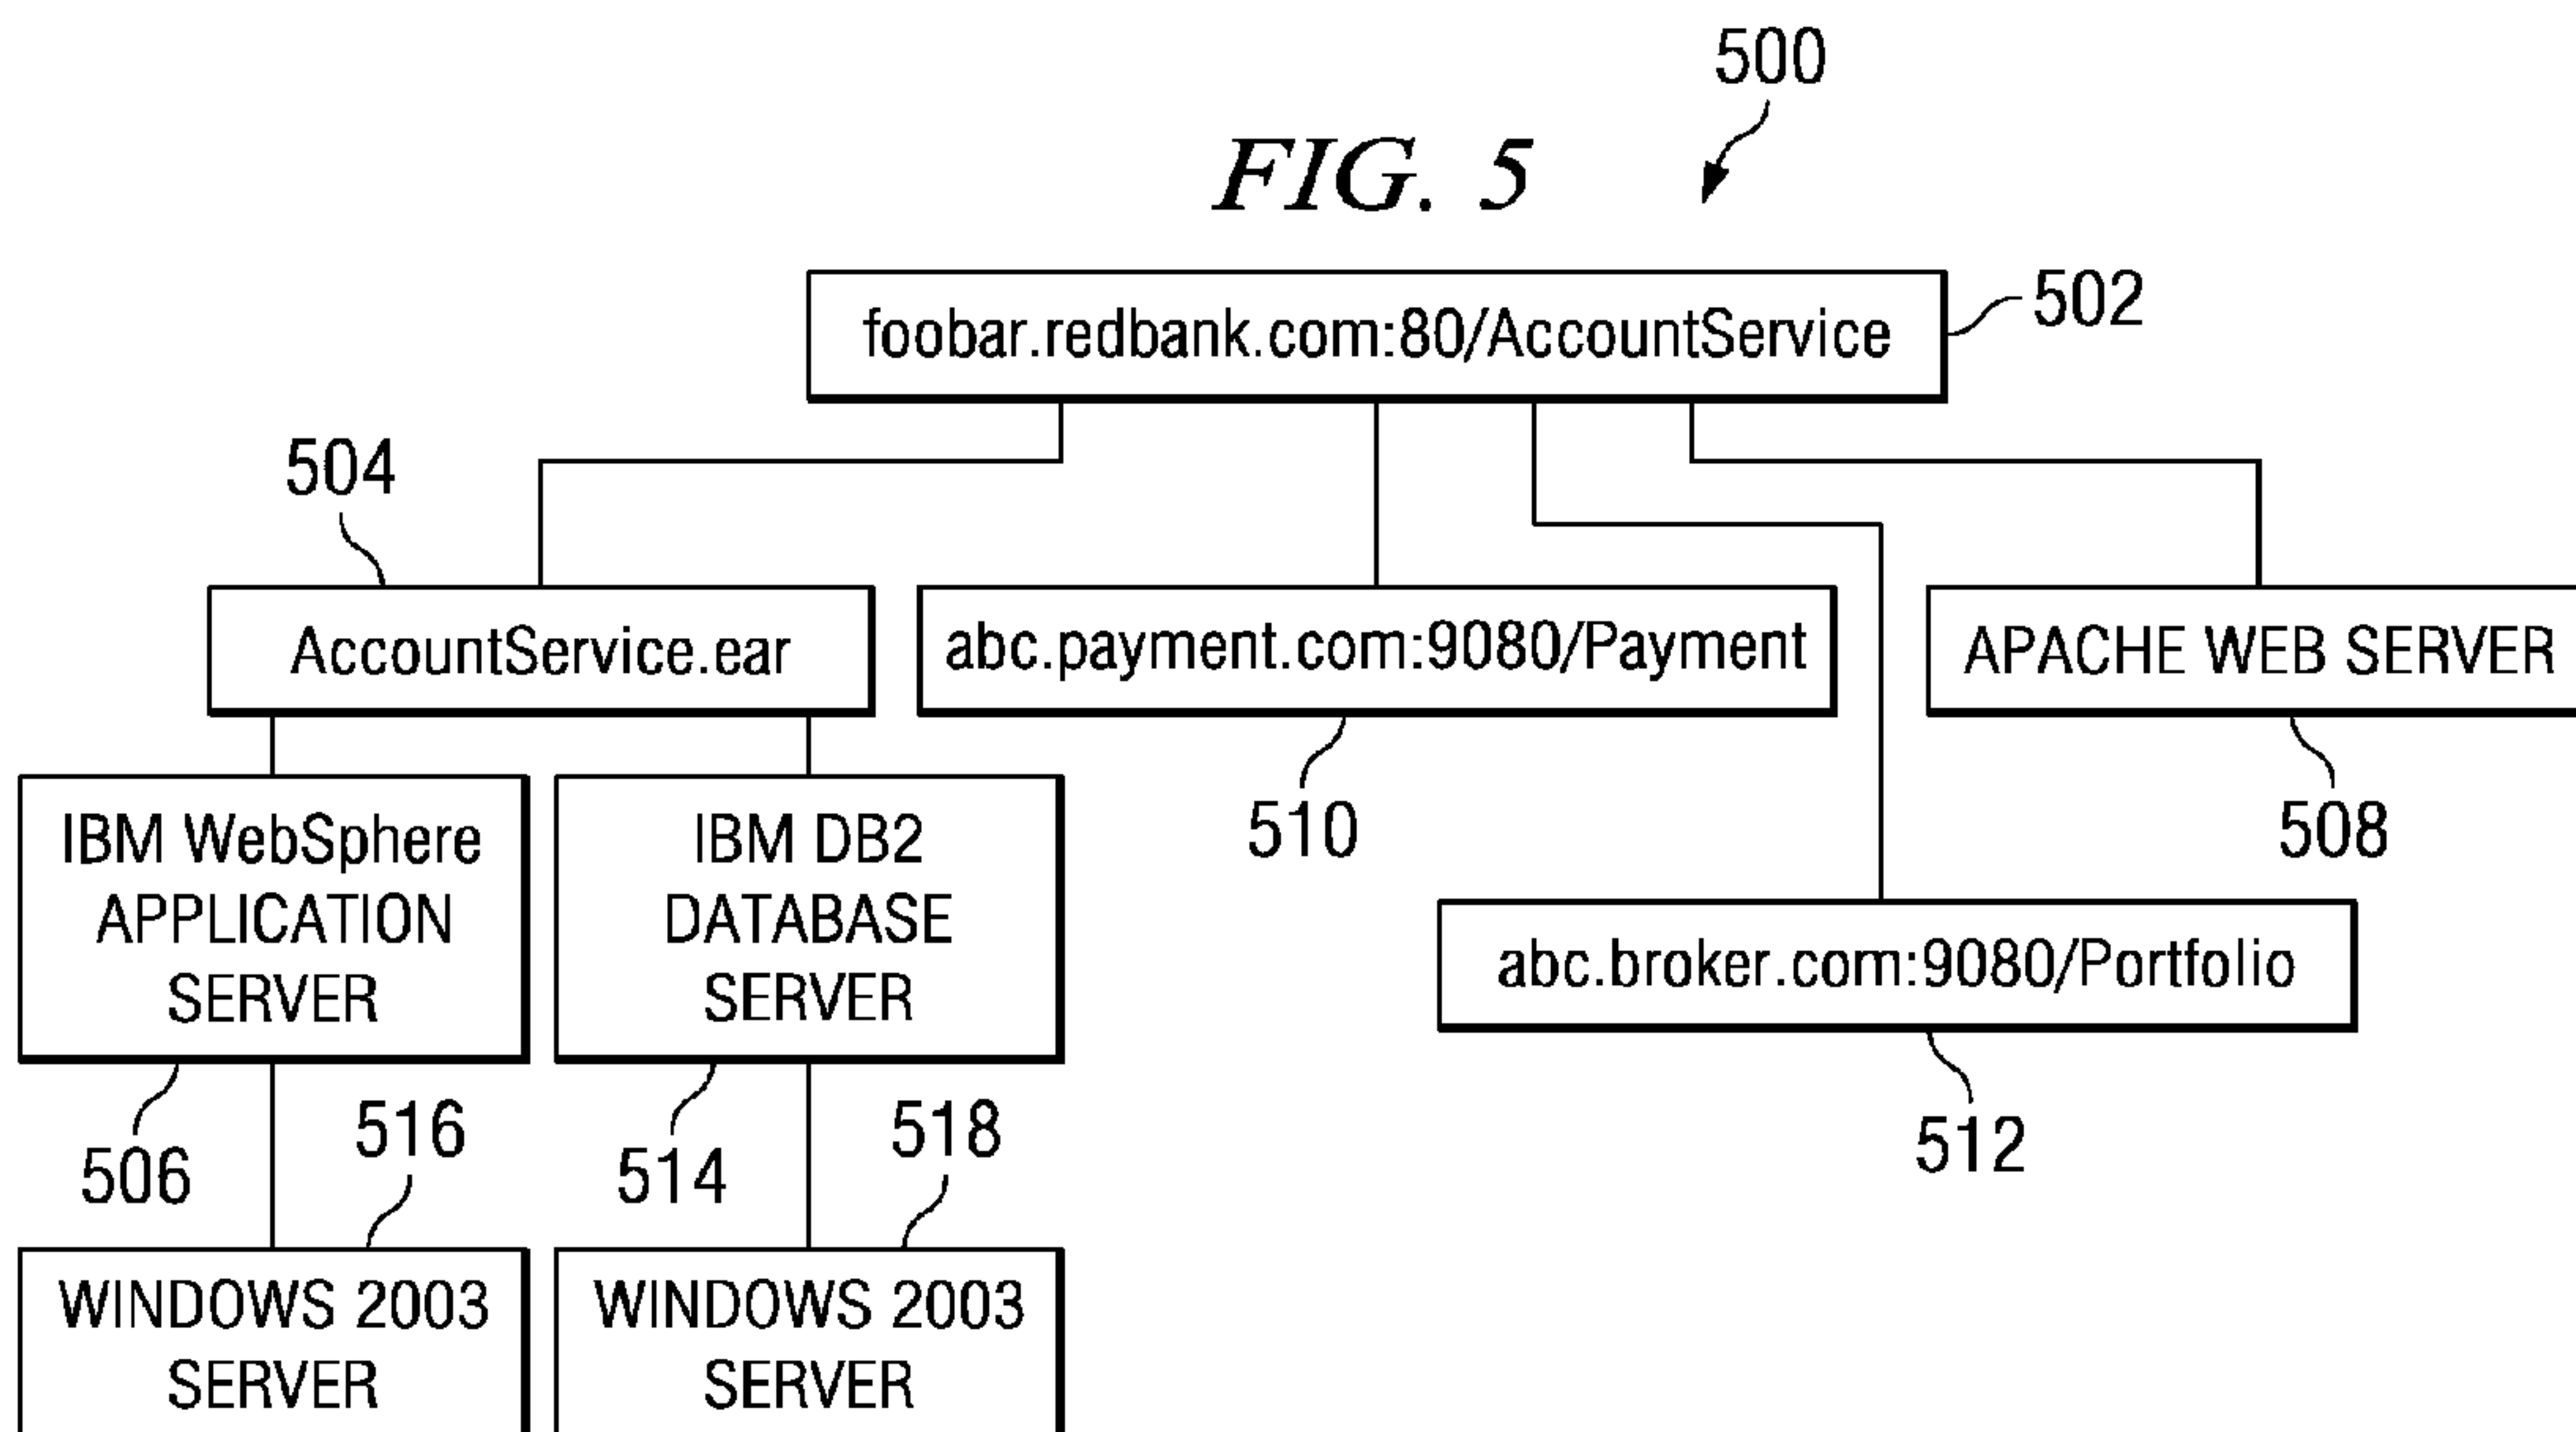 500
FIG. 5
foobar.redbank.com:80/AccountService
502
504
AccountService.ear
abc.payment.com:9080/Payment
APACHE WEB SERVER
510
508
IBM WebSphere
APPLICATION
SERVER
IBM DB2
DATABASE
SERVER
abc.broker.com:9080/Portfolio
512
506
516
514
518
WINDOWS 2003
SERVER
WINDOWS 2003
SERVER